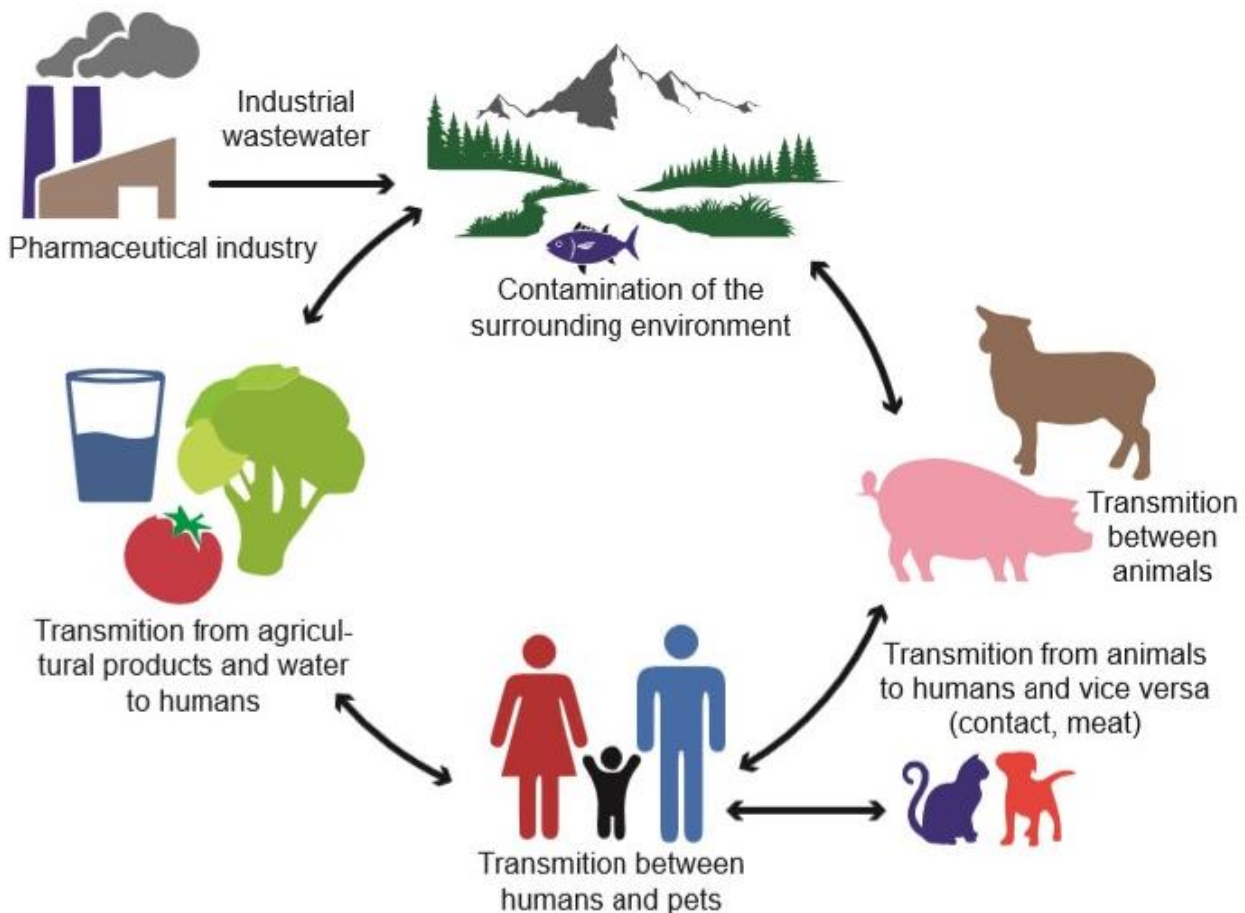 Industrial
wastewater
Pharmaceutical industry
Contamination of the
surrounding environment
Transmition
between
animals
Transmition from agricul-
tural products and water
to humans
Transmition from animals
to humans and vice versa
(contact, meat)
Transmition between
humans and pets